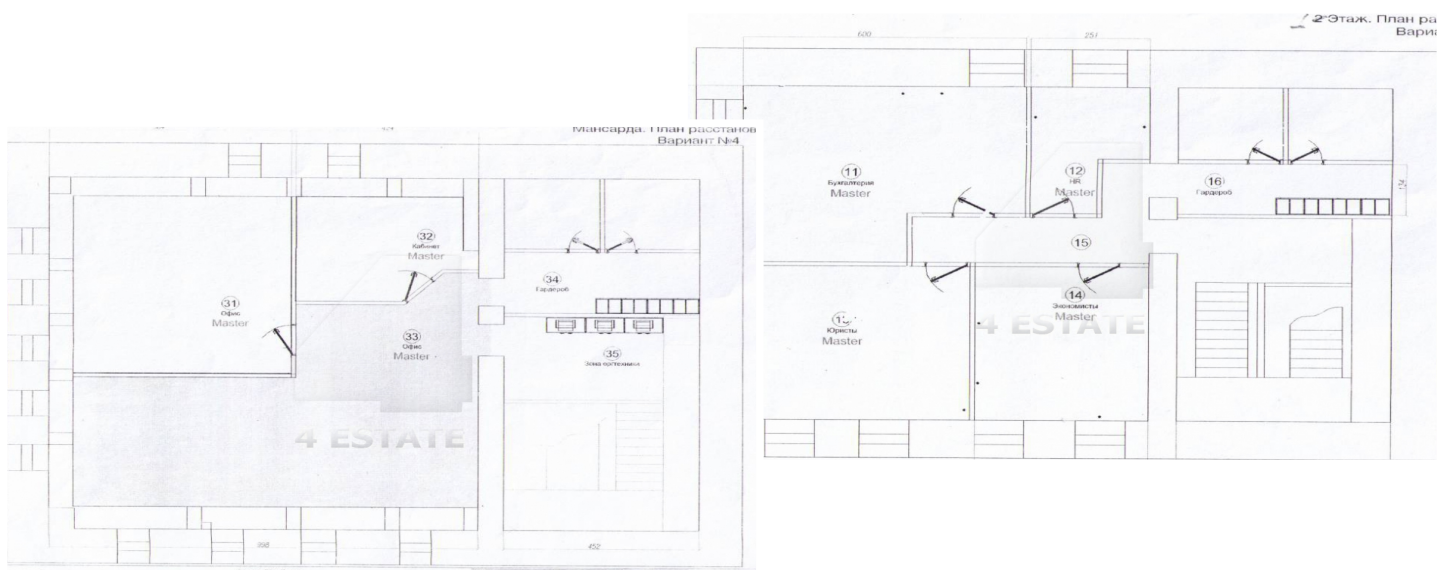 Мансарда. План расстанов
Вариант №4
31
Офис
Master
32
Кабинет
Master
33
Офис
Master
34
Гардероб
35
Зона оргтехники
4 ESTATE
452
2 Этаж. План ра
Вариа
600
251
11
Бухгалтерия
Master
12
HR
Master
16
Гардероб
124
15
Юристы
Master
14
Экономисты
Master
4 ESTATE